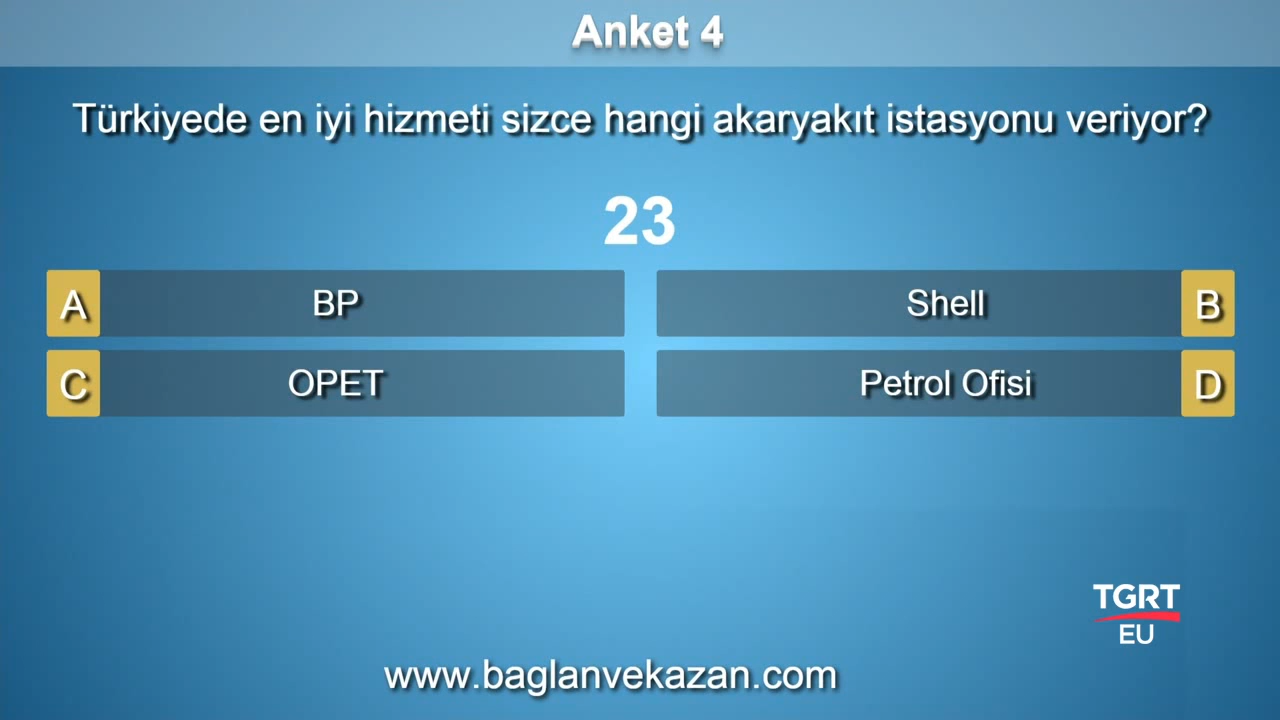 Anket 4
Türkiyede en iyi hizmeti sizce hangi akaryakıt istasyonu veriyor?
23
A BP
Shell B
C OPET
Petrol Ofisi D
TGRT
EU
www.baglanvekazan.com